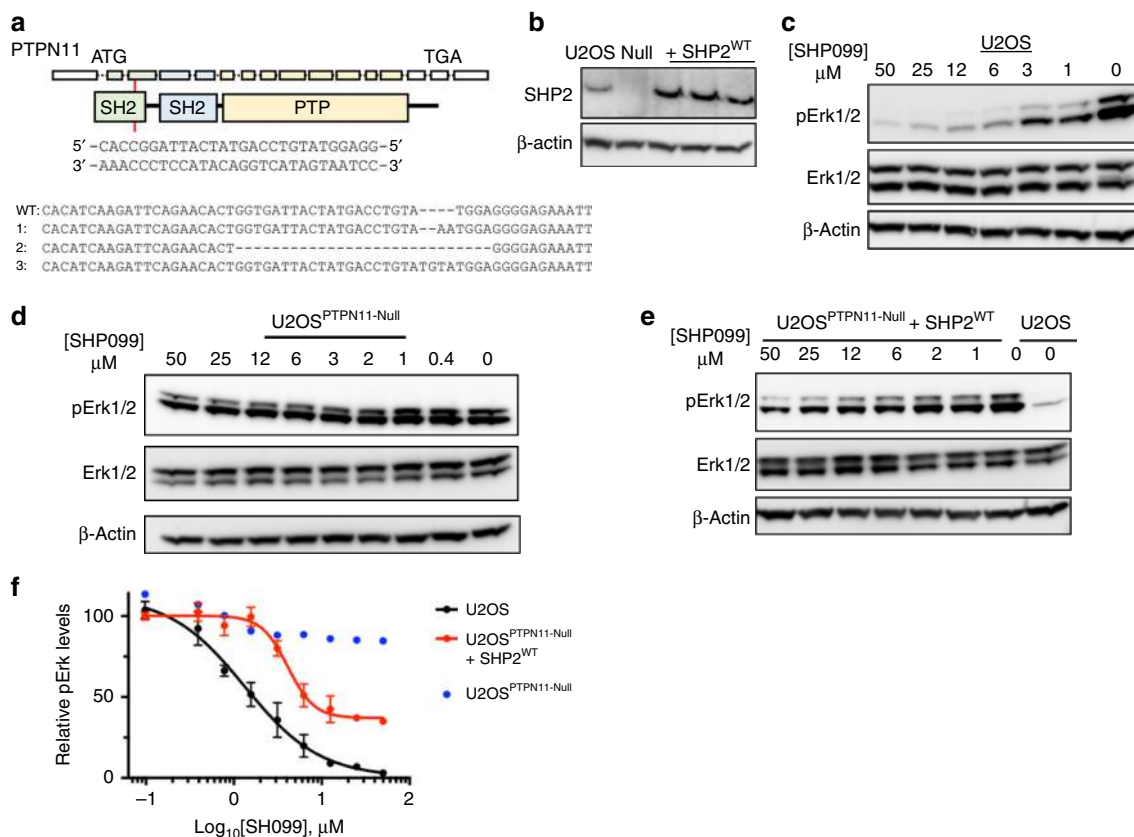 a
PTPN11
ATG
TGA
SH2
SH2
PTP
5′ -CACCGGATTACTATGACCTGTATGGAGG- 5′
3′ -AAACCCTCCATACAGGTCATAGTAATCC- 3′
WT: CACATCAAGATTCAGAACACTGGTGATTACTATGACCTGTA----TGGAGGGGAGAAATT
1: CACATCAAGATTCAGAACACTGGTGATTACTATGACCTGTA--AATGGAGGGGAGAAATT
2: CACATCAAGATTCAGAACACT----------------------------GGGGAGAAATT
3: CACATCAAGATTCAGAACACTGGTGATTACTATGACCTGTATGTATGGAGGGGAGAAATT
b
U2OS Null + SHP2WT
SHP2
β-actin
c
[SHP099] μM
U2OS
50 25 12 6 3 1 0
pErk1/2
Erk1/2
β-Actin
d
[SHP099] μM
U2OSPTPN11-Null
50 25 12 6 3 2 1 0.4 0
pErk1/2
Erk1/2
β-Actin
e
[SHP099] μM
U2OSPTPN11-Null + SHP2WT U2OS
50 25 12 6 2 1 0 0
pErk1/2
Erk1/2
β-Actin
f
Relative pErk levels
100
50
0
−1 0 1 2
Log10[SH099], μM
U2OS
U2OSPTPN11-Null
+ SHP2WT
U2OSPTPN11-Null